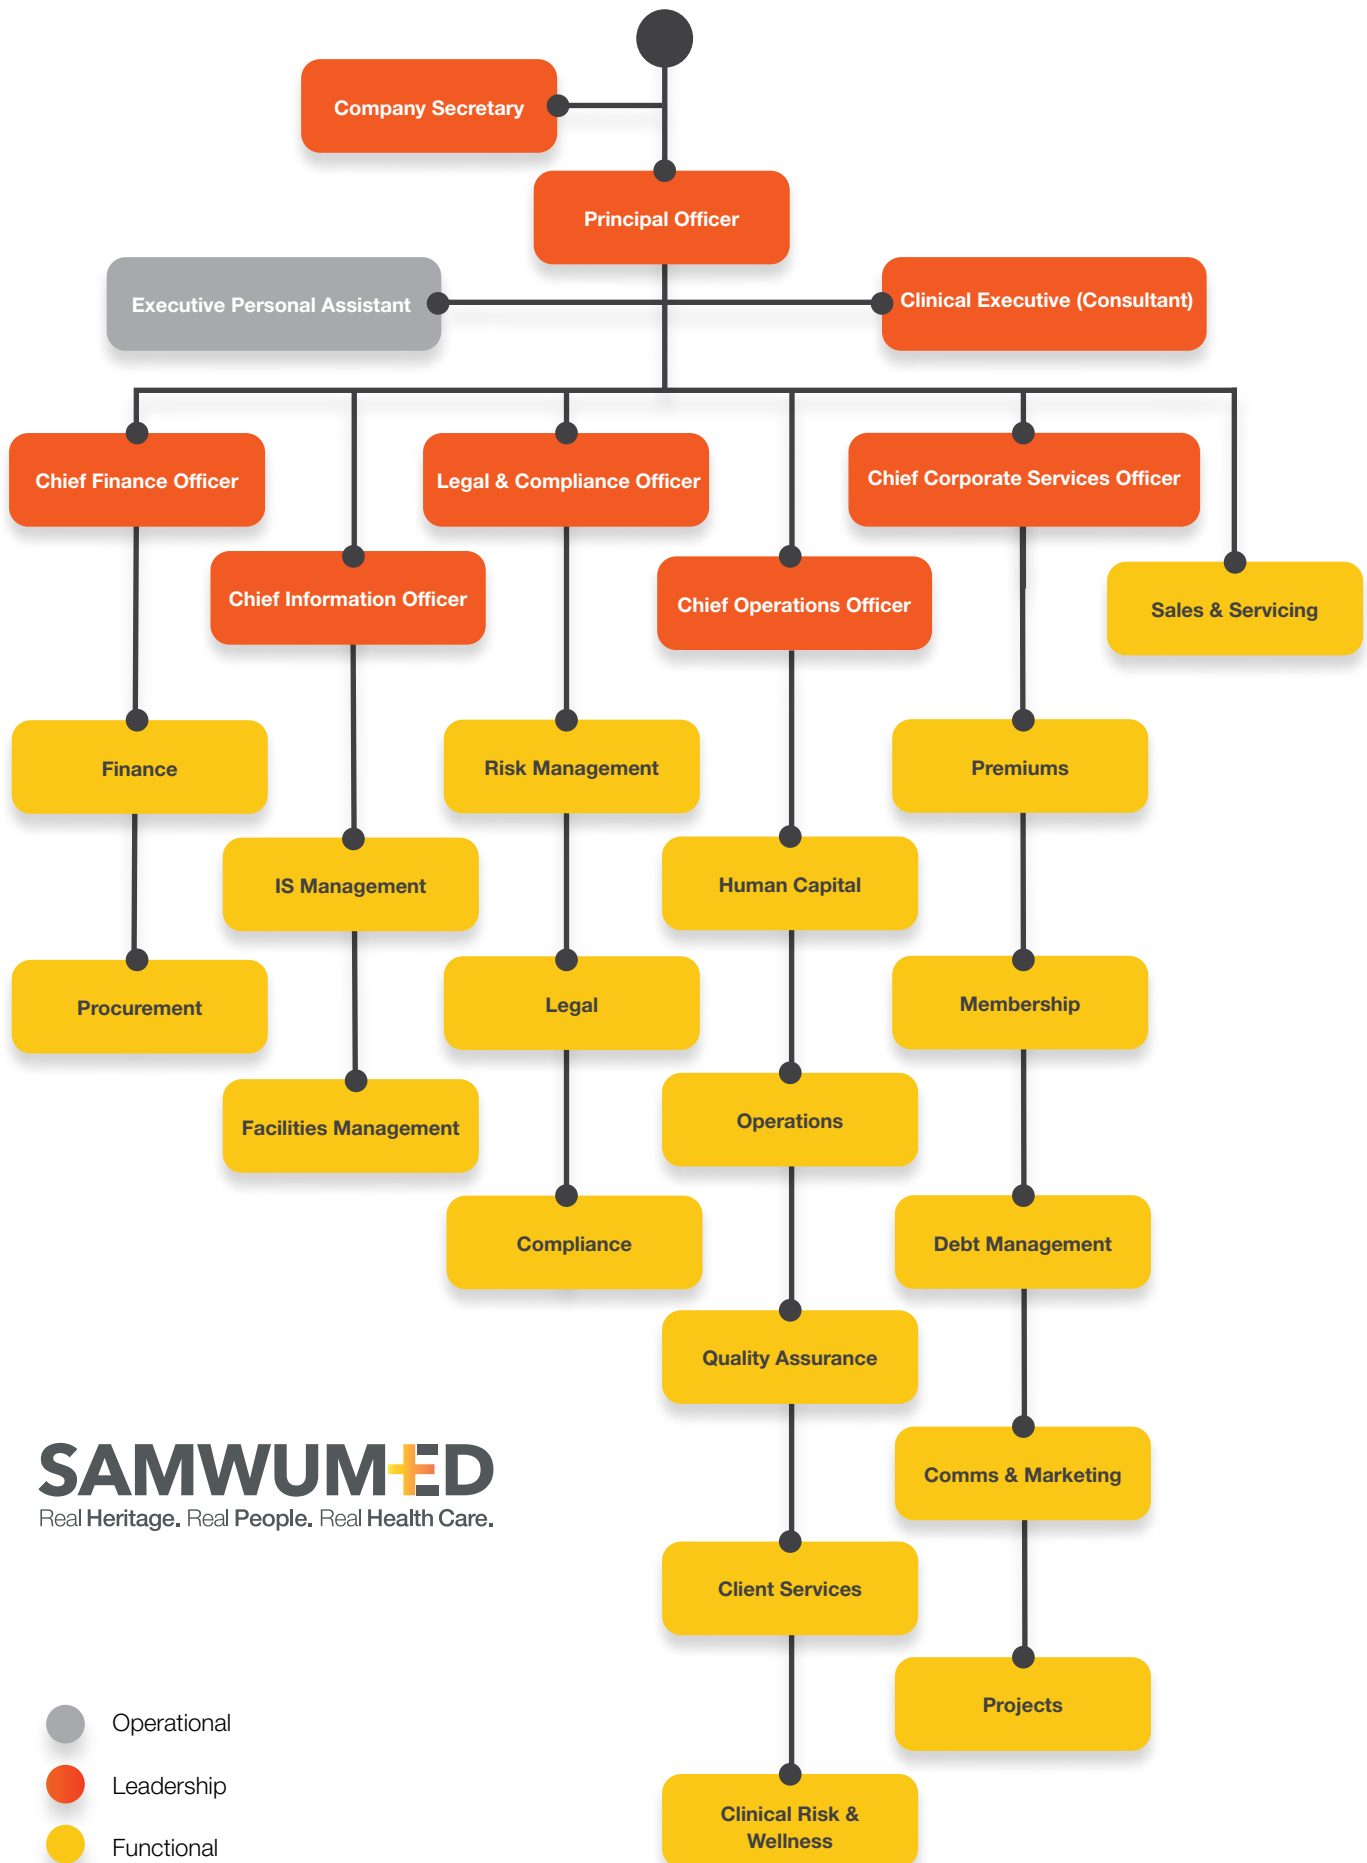 Company Secretary
Principal Officer
Executive Personal Assistant
Clinical Executive (Consultant)
Chief Finance Officer
Legal & Compliance Officer
Chief Corporate Services Officer
Chief Information Officer
Chief Operations Officer
Sales & Servicing
Finance
Risk Management
Premiums
IS Management
Human Capital
Procurement
Legal
Membership
Facilities Management
Operations
Compliance
Debt Management
Quality Assurance
Comms & Marketing
SAMWUMED
Real Heritage. Real People. Real Health Care.
Client Services
Projects
Operational
Leadership
Functional
Clinical Risk &
Wellness